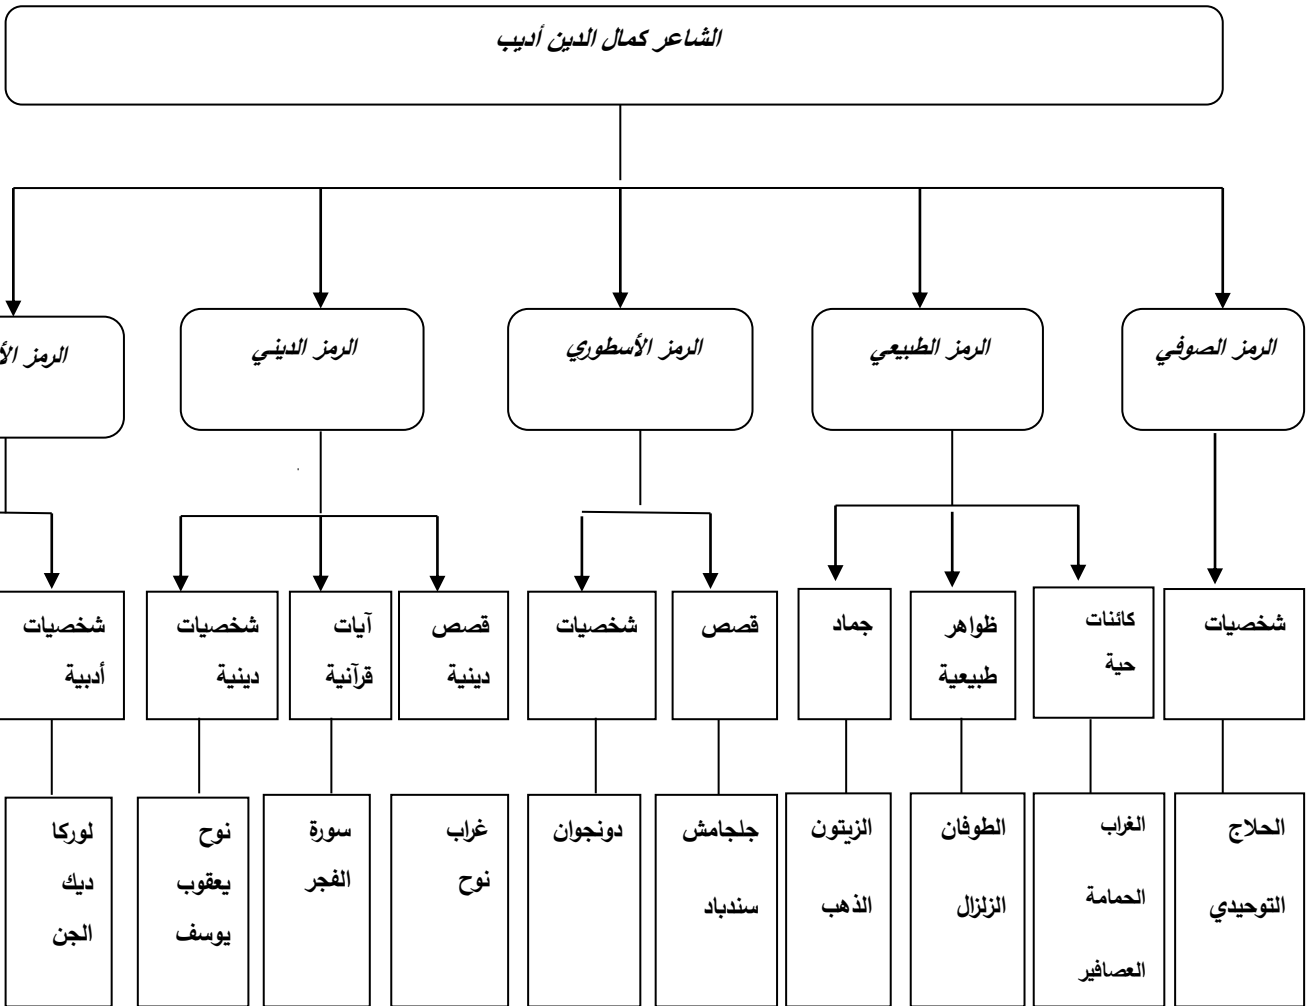 الشاعر كمال الدين أديب
الرمز الصوفي
الرمز الطبيعي
الرمز الأسطوري
الرمز الديني
الرمز
شخصيات
كائنات
حية
ظواهر
طبيعية
جماد
قصص
شخصيات
قصص
دينية
آيات
قرآنية
شخصيات
دينية
شخصيات
أدبية
الحلاج
التوحيدي
الغراب
الحمامة
العصافير
الطوفان
الزلزال
الزيتون
الذهب
جلجامش
سندباد
دونجوان
غراب
نوح
سورة
الفجر
نوح
يعقوب
يوسف
لوركا
ديك
الجن